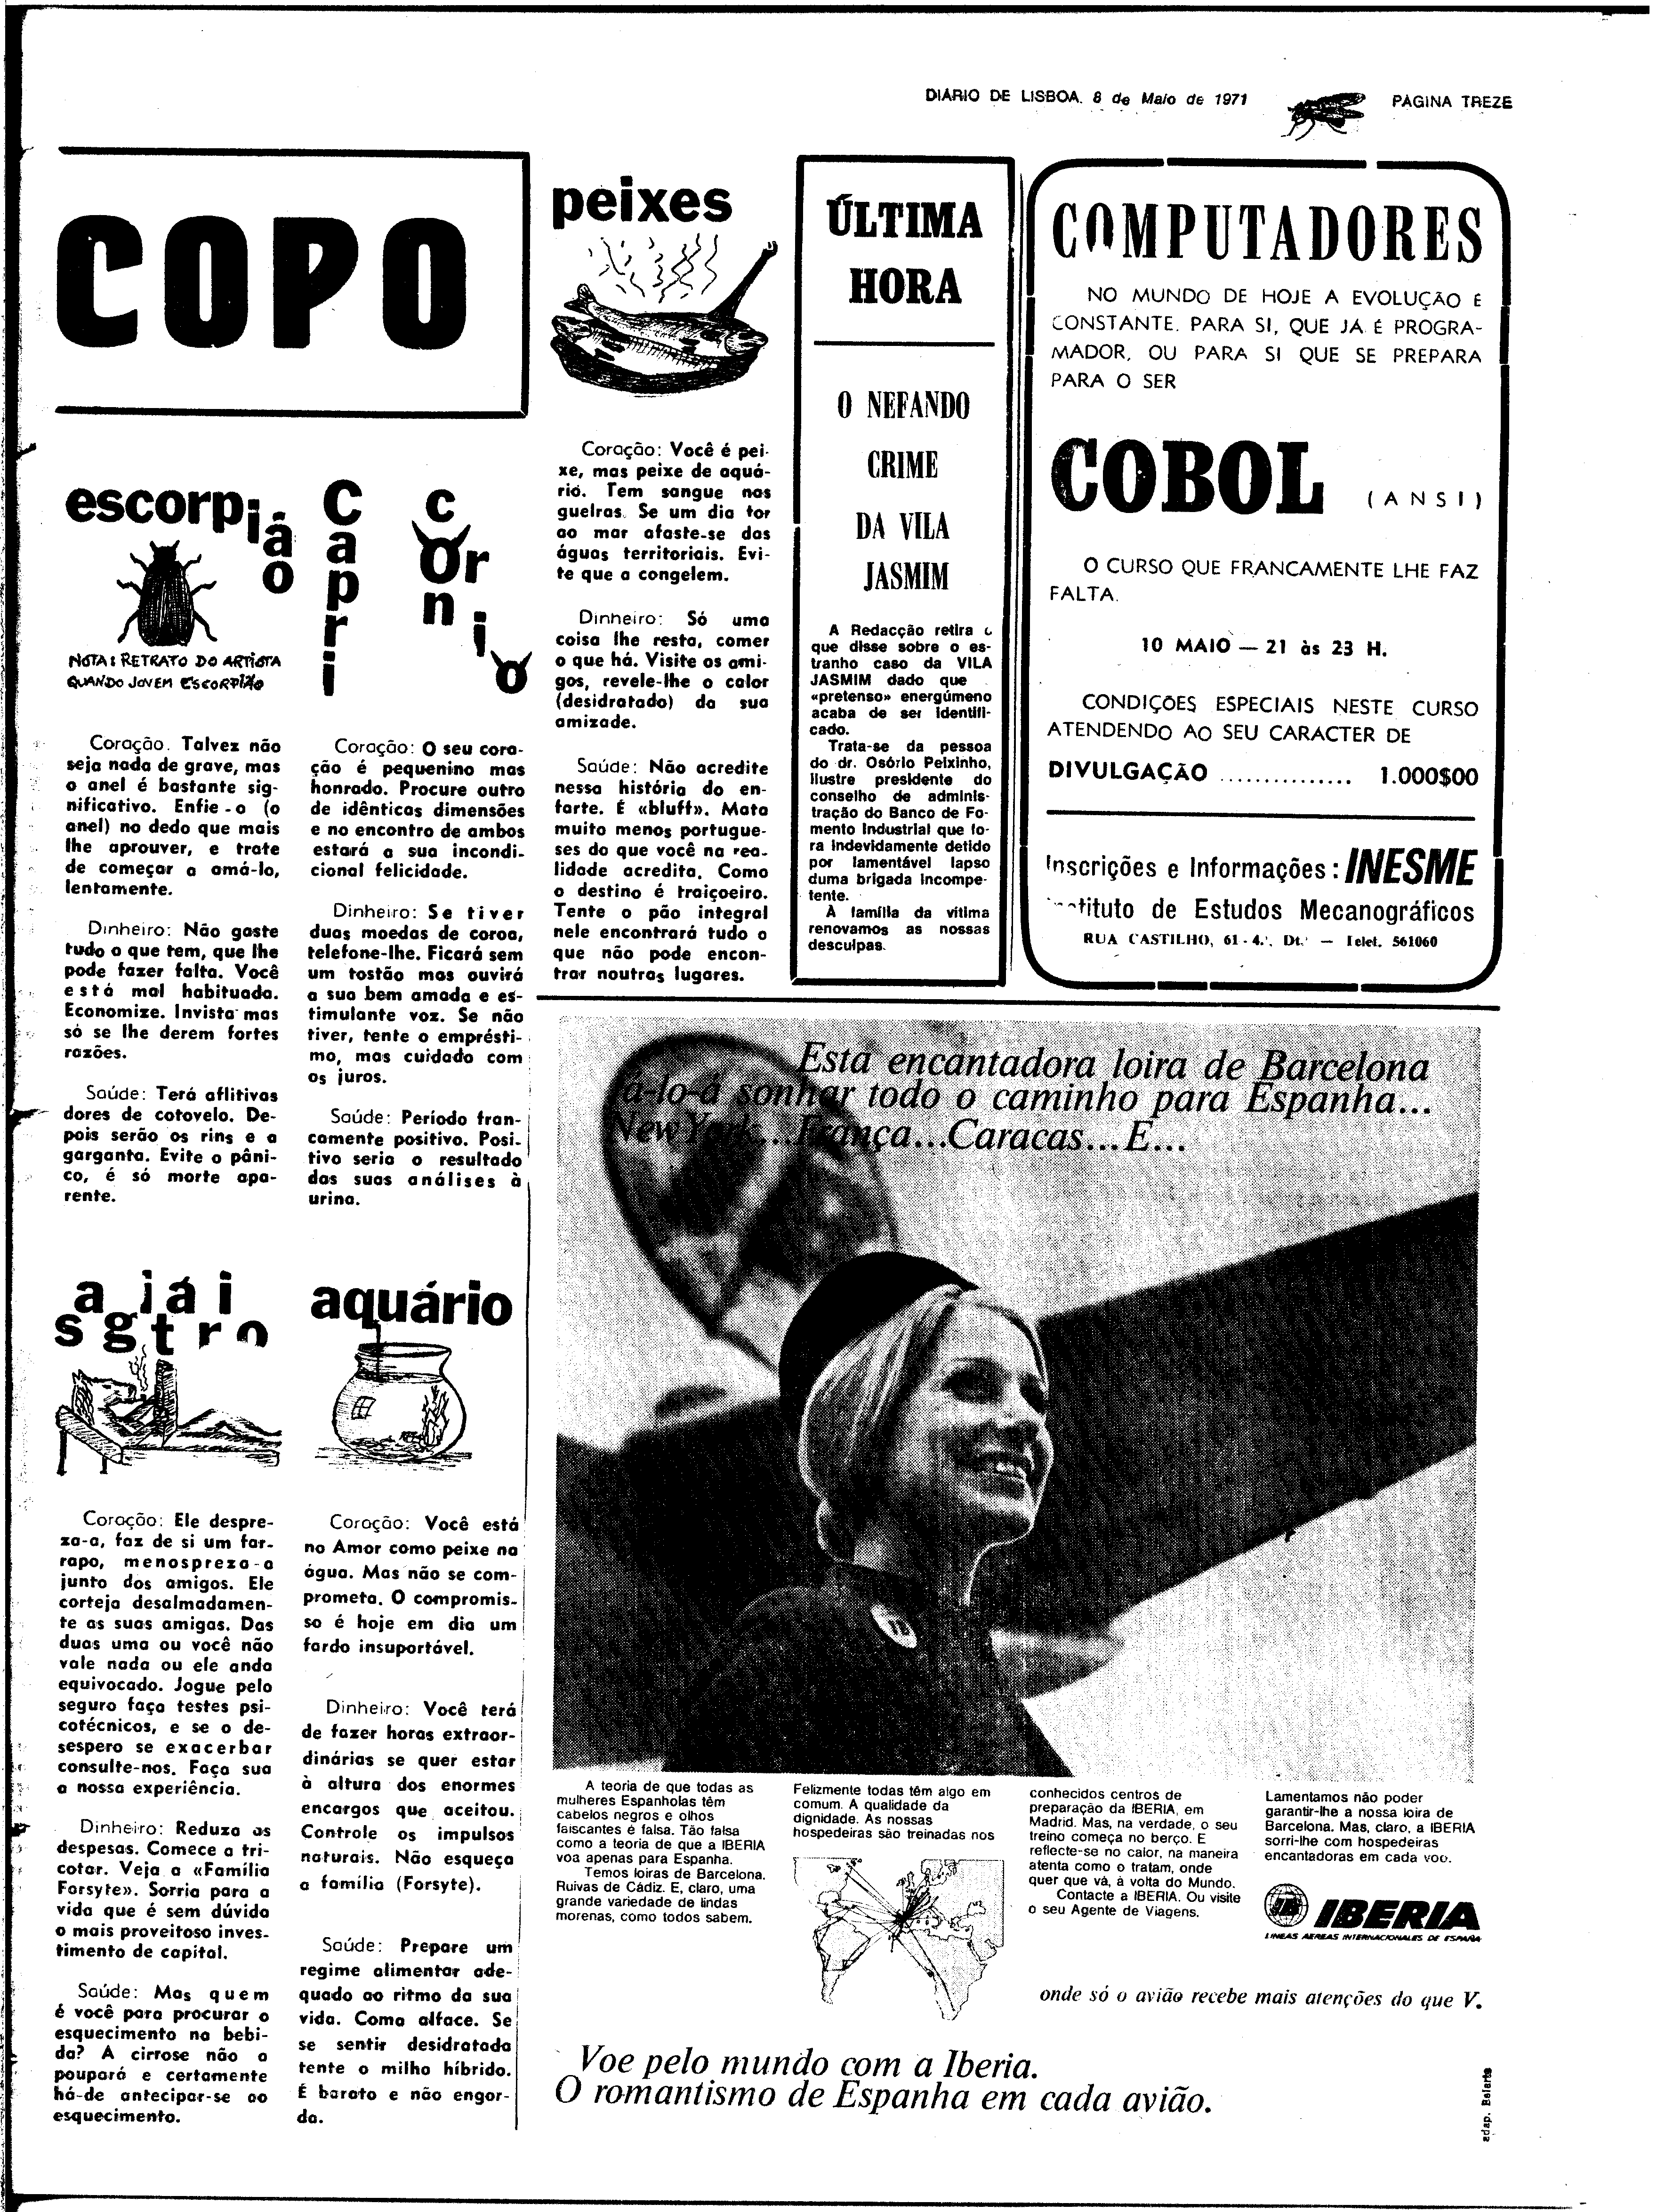 DIÁRIO DE LISBOA, 8 de Maio de 1971
PÁGINA TREZE
COPO
escorpião
NOTA: RETRATO DO ARTISTA
QUANDO JOVEM ESCORPIÃO
Coração. Talvez não
seja nada de grave, mas
o anel é bastante sig-
nificativo. Enfie-o (o
anel) no dedo que mais
lhe aprouver, e trate
de começar a amá-lo,
lentamente.
Dinheiro: Não gaste
tudo o que tem, que lhe
pode fazer falta. Você
está mal habituada.
Economize. Invista mas
só se lhe derem fortes
razões.
Saúde: Terá aflitivas
dores de cotovelo. De-
pois serão os rins e a
garganta. Evite o pâni-
co, é só morte apa-
rente.
Capricórnio
Coração: O seu cora-
ção é pequenino mas
honrado. Procure outro
de idênticas dimensões
e no encontro de ambos
estará a sua incondi-
cional felicidade.
Dinheiro: Se tiver
duas moedas de coroa,
telefone-lhe. Ficará sem
um tostão mas ouvirá
a sua bem amada e es-
timulante voz. Se não
tiver, tente o emprésti-
mo, mas cuidado com
os juros.
Saúde: Período fran-
camente positivo. Posi-
tivo seria o resultado
das suas análises à
urina.
sagitário
Coração: Ele despre-
za-a, faz de si um far-
rapo, menospreza-a
junto dos amigos. Ele
corteja desalmadamen-
te as suas amigas. Das
duas uma ou você não
vale nada ou ele anda
equivocado. Jogue pelo
seguro faça testes psi-
cotécnicos, e se o de-
sespero se exacerbar
consulte-nos. Faça sua
a nossa experiência.
Dinheiro: Reduza as
despesas. Comece a tri-
cotar. Veja a «Família
Forsyte». Sorria para a
vida que é sem dúvida
o mais proveitoso inves-
timento de capital.
Saúde: Mas quem
é você para procurar o
esquecimento na bebi-
da? A cirrose não a
poupará e certamente
há-de antecipar-se ao
esquecimento.
aquário
Coração: Você está
no Amor como peixe na
água. Mas não se com-
prometa. O compromis-
so é hoje em dia um
fardo insuportável.
Dinheiro: Você terá
de fazer horas extraor-
dinárias se quer estar
à altura dos enormes
encargos que aceitou.
Controle os impulsos
naturais. Não esqueça
a família (Forsyte).
Saúde: Prepare um
regime alimentar ade-
quado ao ritmo da sua
vida. Coma alface. Se
se sentir desidratada
tente o milho híbrido.
É barato e não engor-
da.
peixes
Coração: Você é pei-
xe, mas peixe de aquá-
rió. Tem sangue nas
guelras. Se um dia for
ao mar afaste-se das
águas territoriais. Evi-
te que a congelem.
Dinheiro: Só uma
coisa lhe resta, comer
o que há. Visite os ami-
gos, revele-lhe o calor
(desidratado) da sua
amizade.
Saúde: Não acredite
nessa história do en-
farte. É «bluff». Mata
muito menos portugue-
ses do que você na rea-
lidade acredita. Como
o destino é traiçoeiro.
Tente o pão integral
nele encontrará tudo o
que não pode encon-
trar noutras lugares.
ÚLTIMA
HORA
O NEFANDO
CRIME
DA VILA
JASMIM
A Redacção retira o
que disse sobre o es-
tranho caso da VILA
JASMIM dado que
«pretenso» energúmeno
acaba de ser identifi-
cado.
Trata-se da pessoa
do dr. Osório Peixinho,
ilustre presidente do
conselho de adminis-
tração do Banco de Fo-
mento Industrial que fo-
ra indevidamente detido
por lamentável lapso
duma brigada incompe-
tente.
À família da vítima
renovamos as nossas
desculpas.
COMPUTADORES
NO MUNDO DE HOJE A EVOLUÇÃO É
CONSTANTE. PARA SI, QUE JÁ É PROGRA-
MADOR, OU PARA SI QUE SE PREPARA
PARA O SER
COBOL (ANSI)
O CURSO QUE FRANCAMENTE LHE FAZ
FALTA.
10 MAIO — 21 às 23 H.
CONDIÇÕES ESPECIAIS NESTE CURSO
ATENDENDO AO SEU CARACTER DE
DIVULGAÇÃO ............... 1.000$00
Inscrições e Informações: INESME
Instituto de Estudos Mecanográficos
RUA CASTILHO, 61-4.º, Dt.º — Telef. 561060
Esta encantadora loira de Barcelona
fá-lo-á sonhar todo o caminho para Espanha...
New York...França...Caracas...E...
A teoria de que todas as
mulheres Espanholas têm
cabelos negros e olhos
faiscantes é falsa. Tão falsa
como a teoria de que a IBERIA
voa apenas para Espanha.
Temos loiras de Barcelona.
Ruivas de Cádiz. E, claro, uma
grande variedade de lindas
morenas, como todos sabem.
Felizmente todas têm algo em
comum. A qualidade da
dignidade. As nossas
hospedeiras são treinadas nos
conhecidos centros de
preparação da IBERIA, em
Madrid. Mas, na verdade, o seu
treino começa no berço. E
reflecte-se no calor, na maneira
atenta como o tratam, onde
quer que vá, à volta do Mundo.
Contacte a IBERIA. Ou visite
o seu Agente de Viagens.
Lamentamos não poder
garantir-lhe a nossa loira de
Barcelona. Mas, claro, a IBERIA
sorri-lhe com hospedeiras
encantadoras em cada voo.
IBERIA
LINEAS AEREAS INTERNACIONALES DE ESPAÑA
onde só o avião recebe mais atenções do que V.
Voe pelo mundo com a Iberia.
O romantismo de Espanha em cada avião.
adap. Belarte